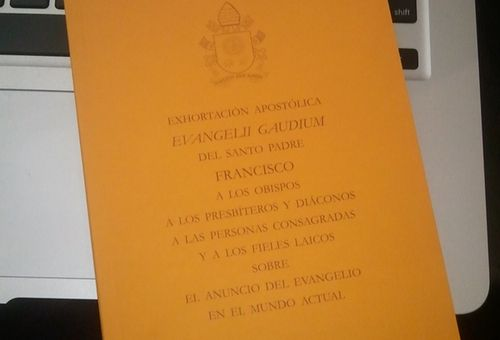 shift
EXHORTACIÓN APOSTÓLICA
EVANGELII GAUDIUM
DEL SANTO PADRE
FRANCISCO
A LOS OBISPOS
A LOS PRESBÍTEROS Y DIÁCONOS
A LAS PERSONAS CONSAGRADAS
Y A LOS FIELES LAICOS
SOBRE
EL ANUNCIO DEL EVANGELIO
EN EL MUNDO ACTUAL